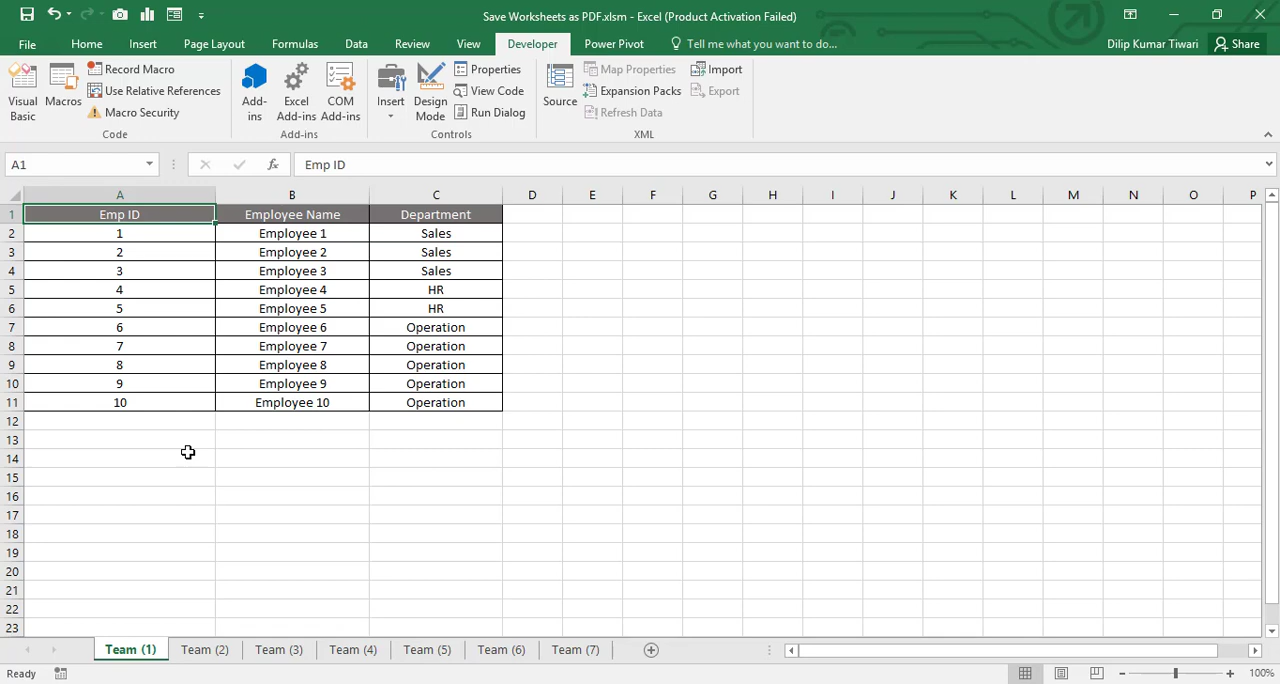 Save Worksheets as PDF.xlsm - Excel (Product Activation Failed)
File Home Insert Page Layout Formulas Data Review View Developer Power Pivot Tell me what you want to do... Dilip Kumar Tiwari Share
Visual Basic
Macros
Record Macro
Use Relative References
Macro Security
Code
Add-ins
Excel Add-ins
COM Add-ins
Add-ins
Insert
Design Mode
Properties
View Code
Run Dialog
Controls
Source
Map Properties
Expansion Packs
Refresh Data
Import
Export
XML
A1 fx Emp ID
A B C D E F G H I J K L M N O P
1 Emp ID Employee Name Department
2 1 Employee 1 Sales
3 2 Employee 2 Sales
4 3 Employee 3 Sales
5 4 Employee 4 HR
6 5 Employee 5 HR
7 6 Employee 6 Operation
8 7 Employee 7 Operation
9 8 Employee 8 Operation
10 9 Employee 9 Operation
11 10 Employee 10 Operation
12
13
14
15
16
17
18
19
20
21
22
23
Team (1) Team (2) Team (3) Team (4) Team (5) Team (6) Team (7)
Ready 100%